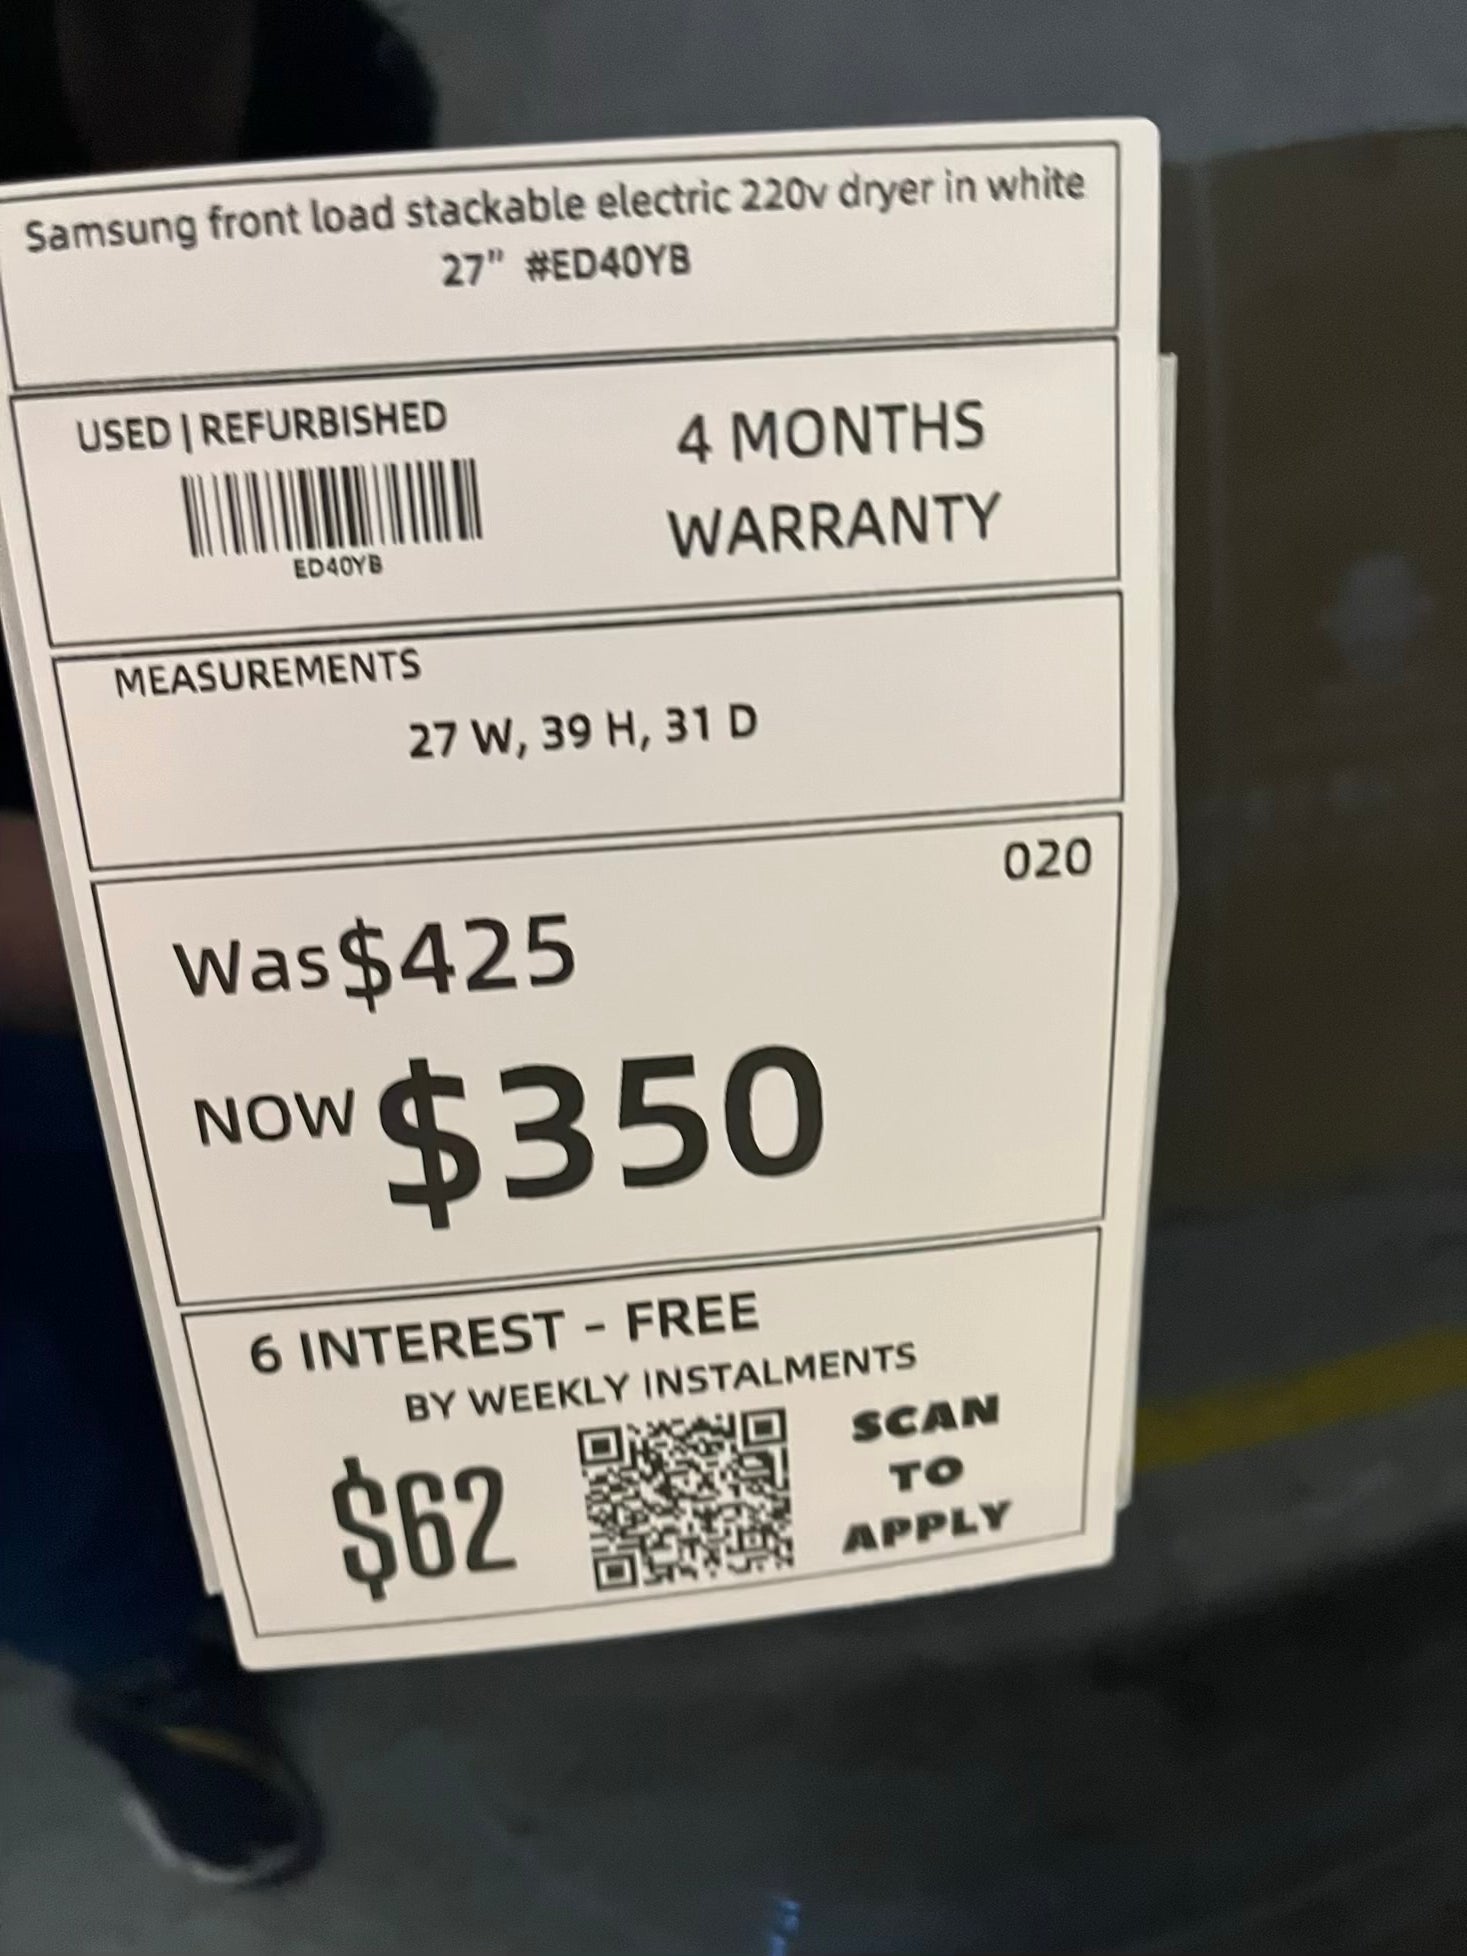 Samsung front load stackable electric 220v dryer in white
27" #ED40YB
USED | REFURBISHED
ED40YB
4 MONTHS
WARRANTY
MEASUREMENTS
27 W, 39 H, 31 D
020
Was $425
NOW $350
6 INTEREST - FREE
BY WEEKLY INSTALMENTS
$62
SCAN
TO
APPLY